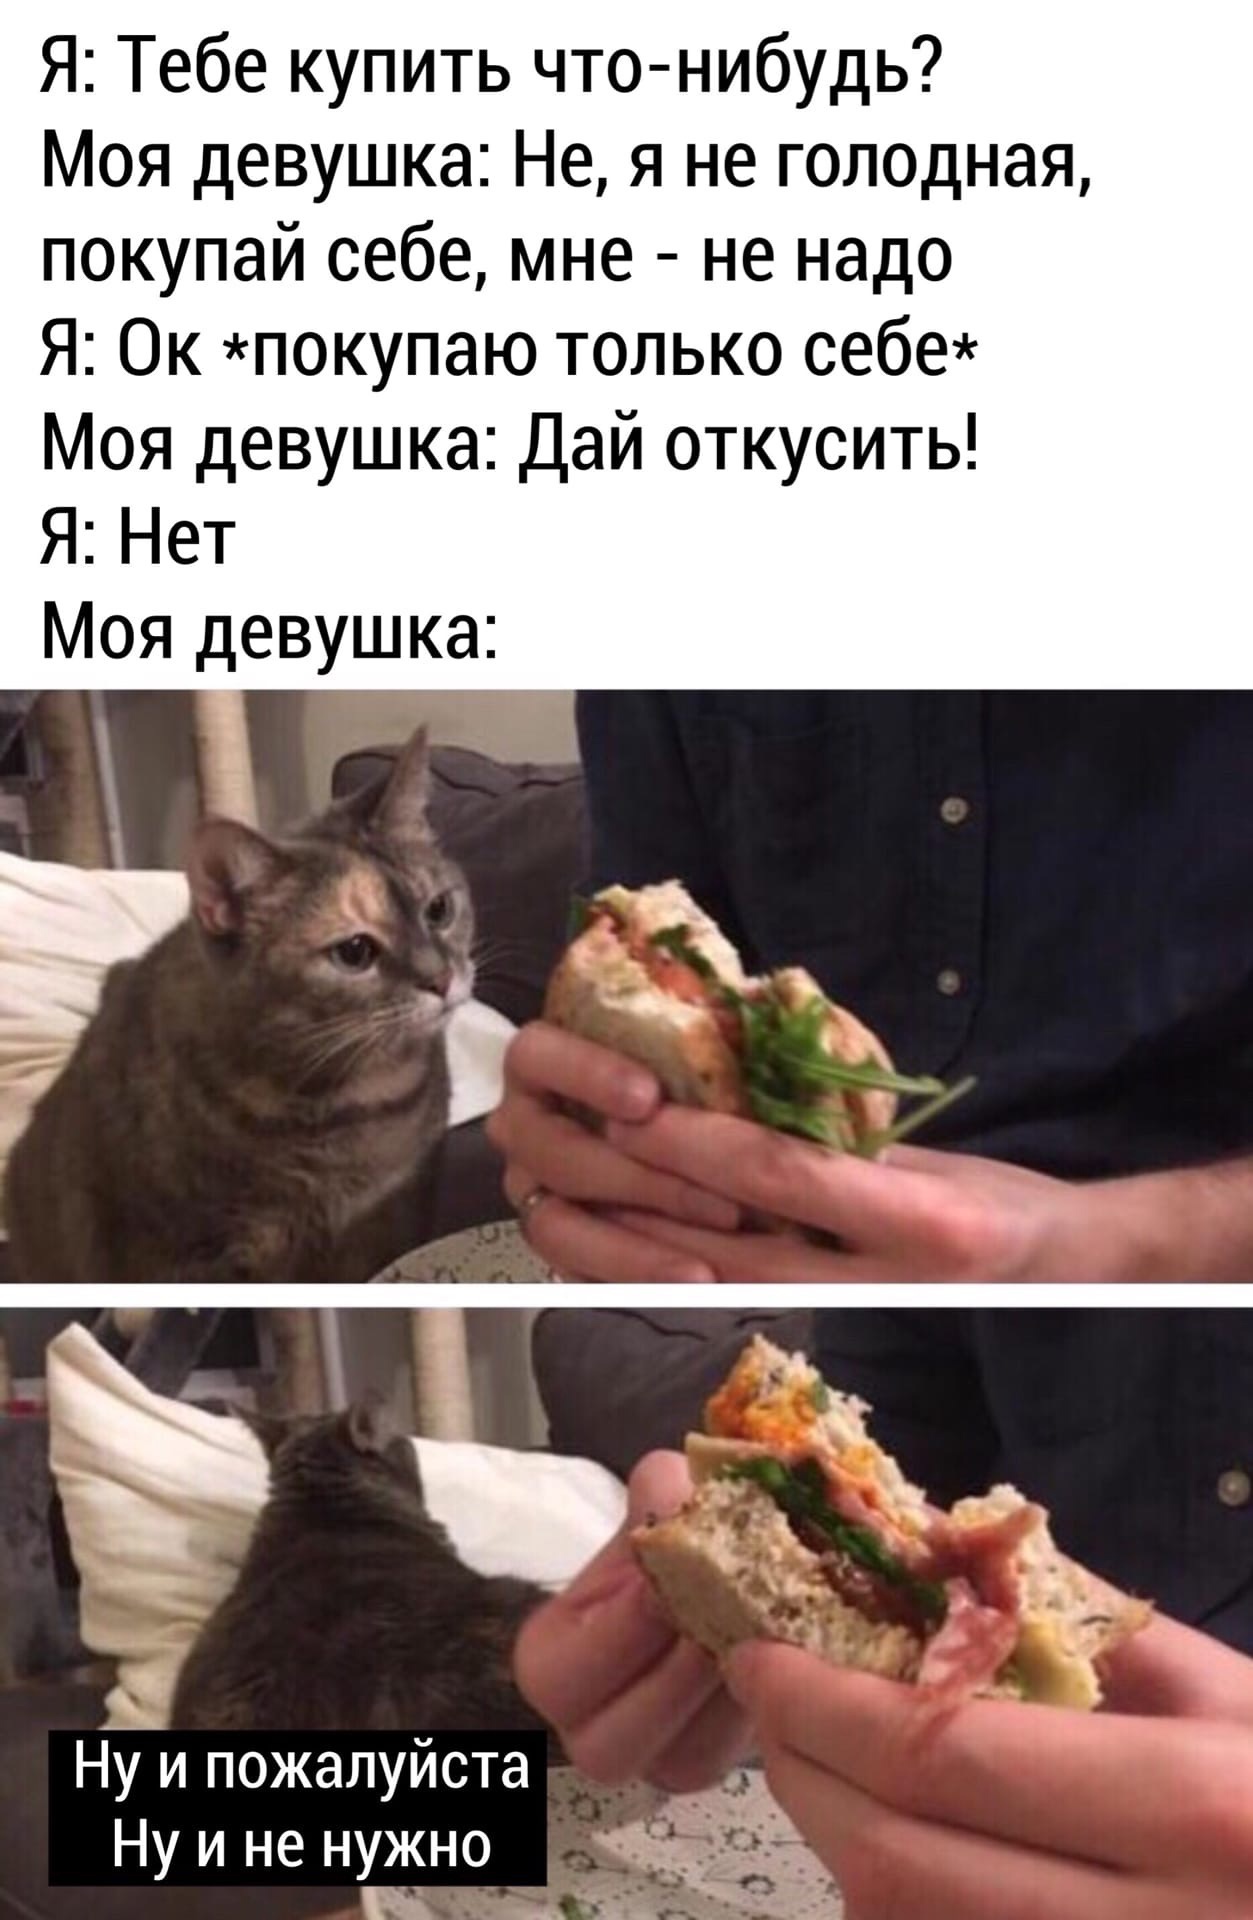 Я: Тебе купить что-нибудь?
Моя девушка: Не, я не голодная,
покупай себе, мне - не надо
Я: Ок *покупаю только себе*
Моя девушка: Дай откусить!
Я: Нет
Моя девушка:
Ну и пожалуйста
Ну и не нужно